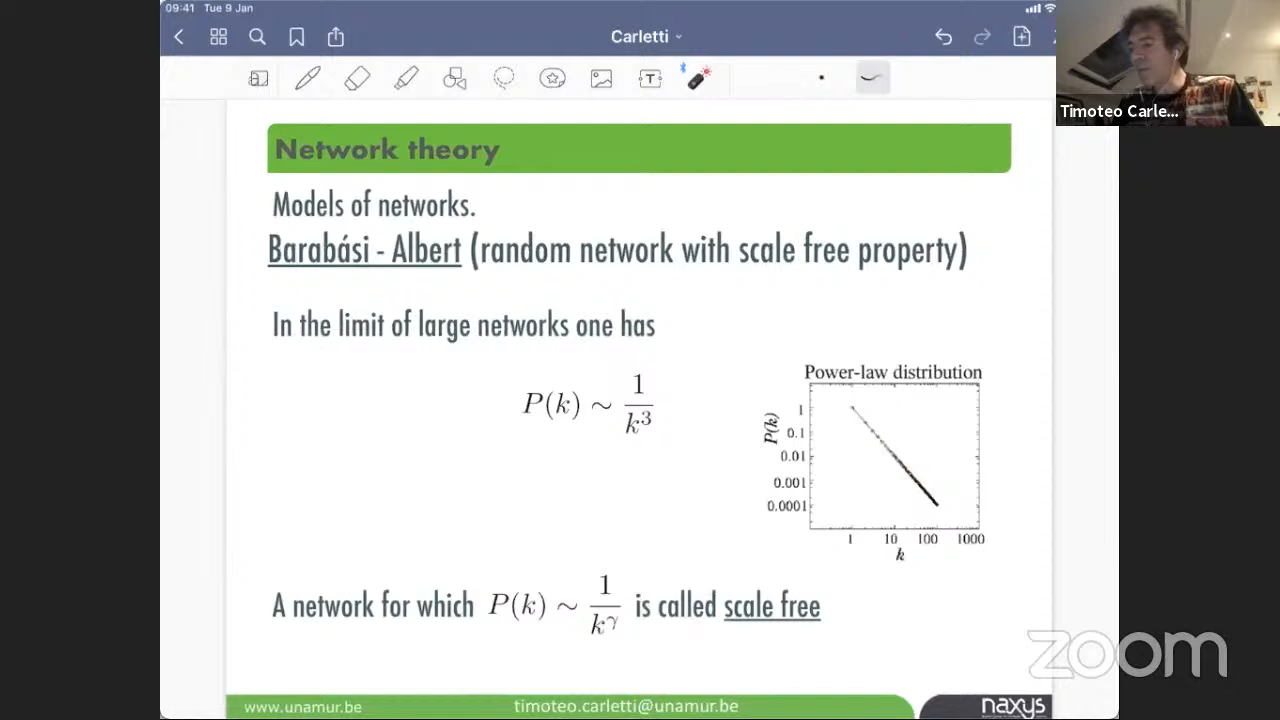 09:41 Tue 9 Jan
Carletti
Timoteo Carle...
Network theory
Models of networks.
Barabási - Albert (random network with scale free property)
In the limit of large networks one has
P(k) ~ 1/k^3
Power-law distribution
P(k)
1
0.1
0.01
0.001
0.0001
1 10 100 1000
k
A network for which P(k) ~ 1/k^γ is called scale free
zoom
www.unamur.be timoteo.carletti@unamur.be naxys